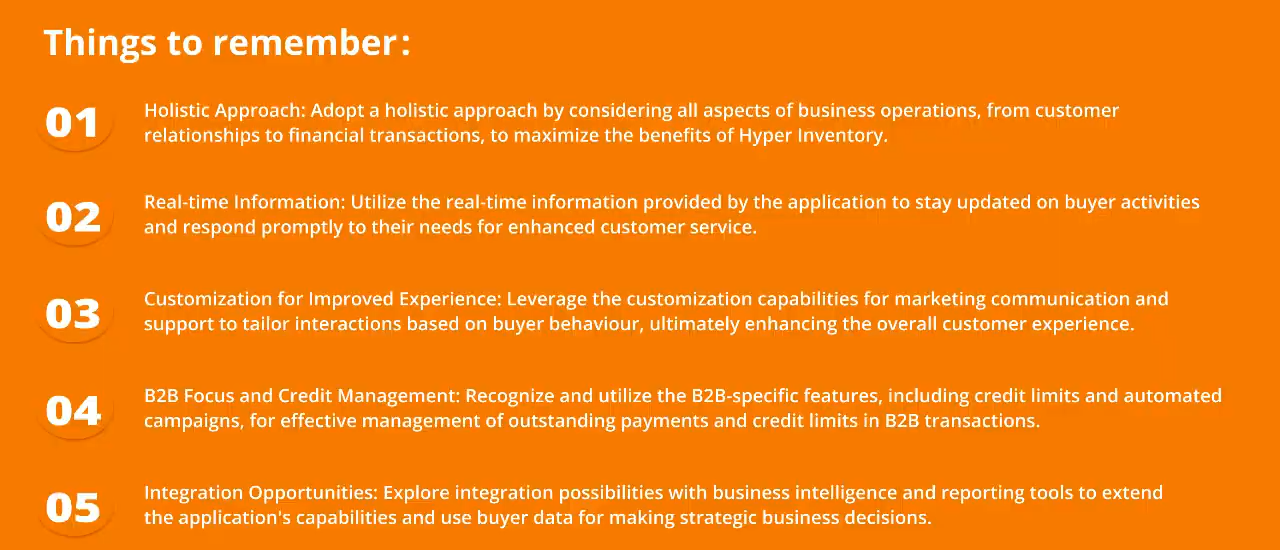 Things to remember:
01
Holistic Approach: Adopt a holistic approach by considering all aspects of business operations, from customer
relationships to financial transactions, to maximize the benefits of Hyper Inventory.
02
Real-time Information: Utilize the real-time information provided by the application to stay updated on buyer activities
and respond promptly to their needs for enhanced customer service.
03
Customization for Improved Experience: Leverage the customization capabilities for marketing communication and
support to tailor interactions based on buyer behaviour, ultimately enhancing the overall customer experience.
04
B2B Focus and Credit Management: Recognize and utilize the B2B-specific features, including credit limits and automated
campaigns, for effective management of outstanding payments and credit limits in B2B transactions.
05
Integration Opportunities: Explore integration possibilities with business intelligence and reporting tools to extend
the application's capabilities and use buyer data for making strategic business decisions.